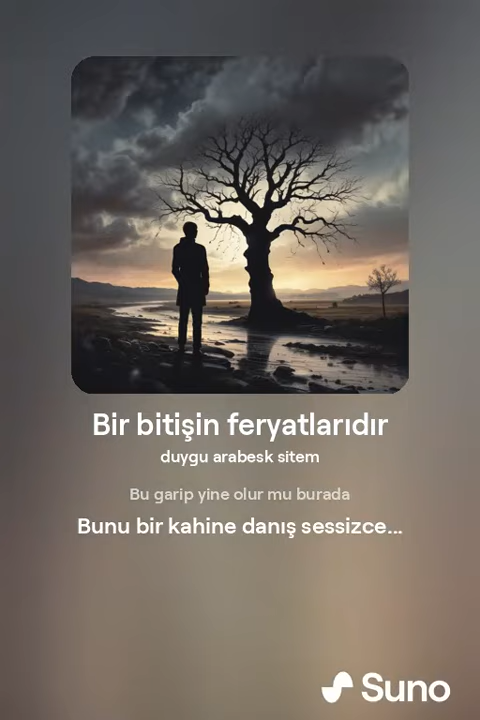 Bir bitişin feryatlarıdır
duygu arabesk sitem
Bu garip yine olur mu burada
Bunu bir kahine danış sessizce...
Suno